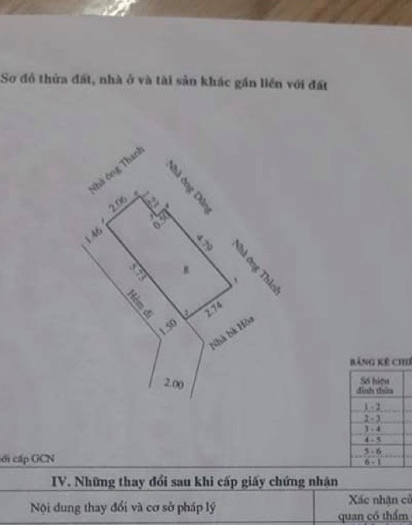 Sơ đồ thửa đất, nhà ở và tài sản khác gắn liền với đất
Nhà ông Thanh
Nhà ông Dũng
2.06
1.21
0.50
1.46
4.79
Nhà ông Thành
5.73
8
Hẻm đi
2.74
1.50
Nhà bà Hòa
2.00
BẢNG KÊ CHIỀ
Số hiệu
đỉnh thửa
1 - 2
2 - 3
3 - 4
4 - 5
5 - 6
6 - 1
cấp GCN
IV. Những thay đổi sau khi cấp giấy chứng nhận
Nội dung thay đổi và cơ sở pháp lý
Xác nhận củ
quan có thẩm